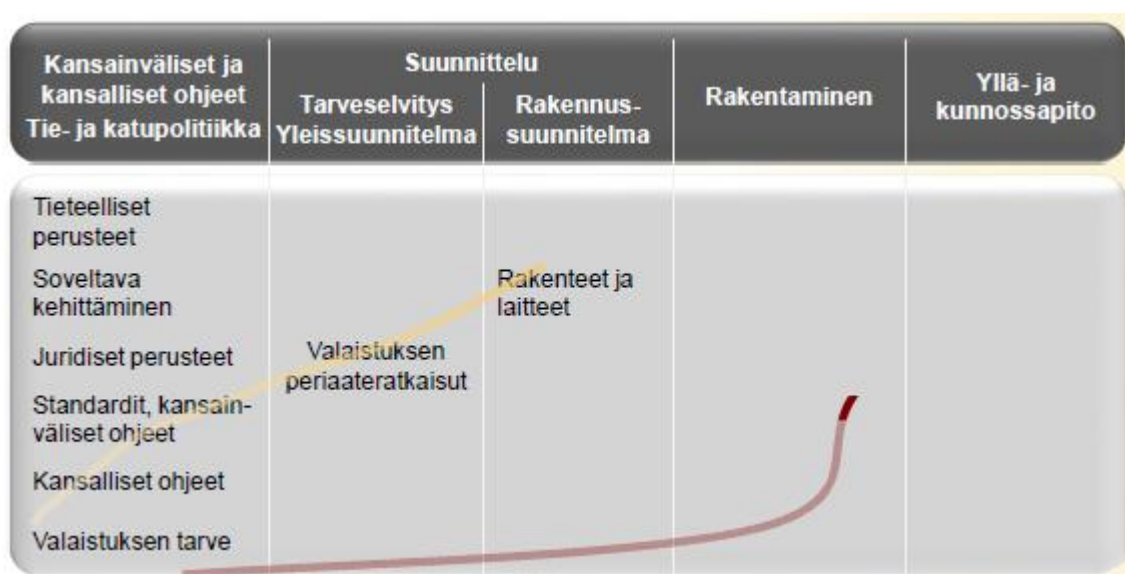 Kansainväliset ja
kansalliset ohjeet
Tie- ja katupolitiikka
Suunnittelu
Tarveselvitys
Yleissuunnitelma
Rakennus-
suunnitelma
Rakentaminen
Yllä- ja
kunnossapito
Tieteelliset
perusteet
Soveltava
kehittäminen
Juridiset perusteet
Standardit, kansain-
väliset ohjeet
Kansalliset ohjeet
Valaistuksen tarve
Valaistuksen
periaateratkaisut
Rakenteet ja
laitteet